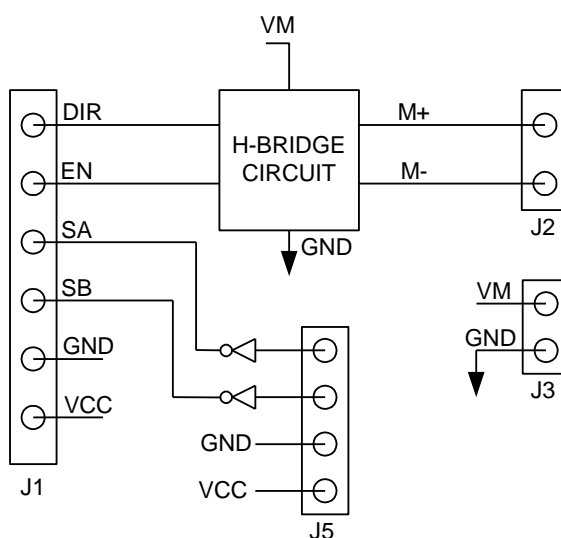 VM
DIR
EN
SA
SB
GND
VCC
J1
H-BRIDGE
CIRCUIT
GND
M+
M-
J2
VM
GND
J3
GND
VCC
J5